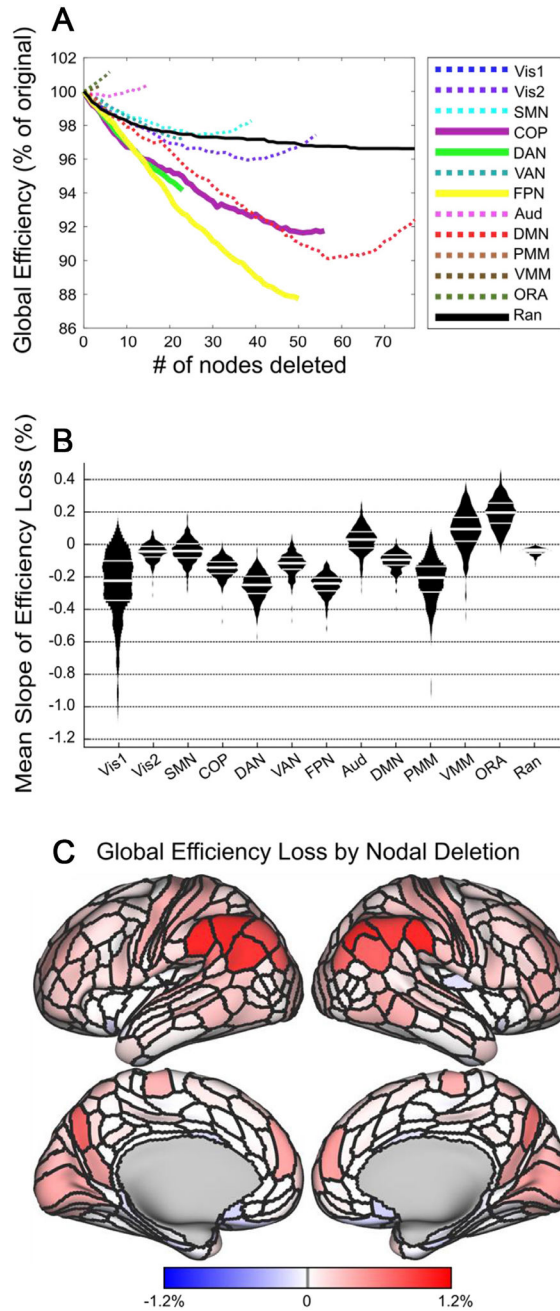 A
Global Efficiency (% of original)
102
100
98
96
94
92
90
88
86
0 10 20 30 40 50 60 70
# of nodes deleted
Vis1
Vis2
SMN
COP
DAN
VAN
FPN
Aud
DMN
PMM
VMM
ORA
Ran
B
Mean Slope of Efficiency Loss (%)
0.4
0.2
0
-0.2
-0.4
-0.6
-0.8
-1.0
-1.2
Vis1 Vis2 SMN COP DAN VAN FPN Aud DMN PMM VMM ORA Ran
C Global Efficiency Loss by Nodal Deletion
-1.2% 0 1.2%